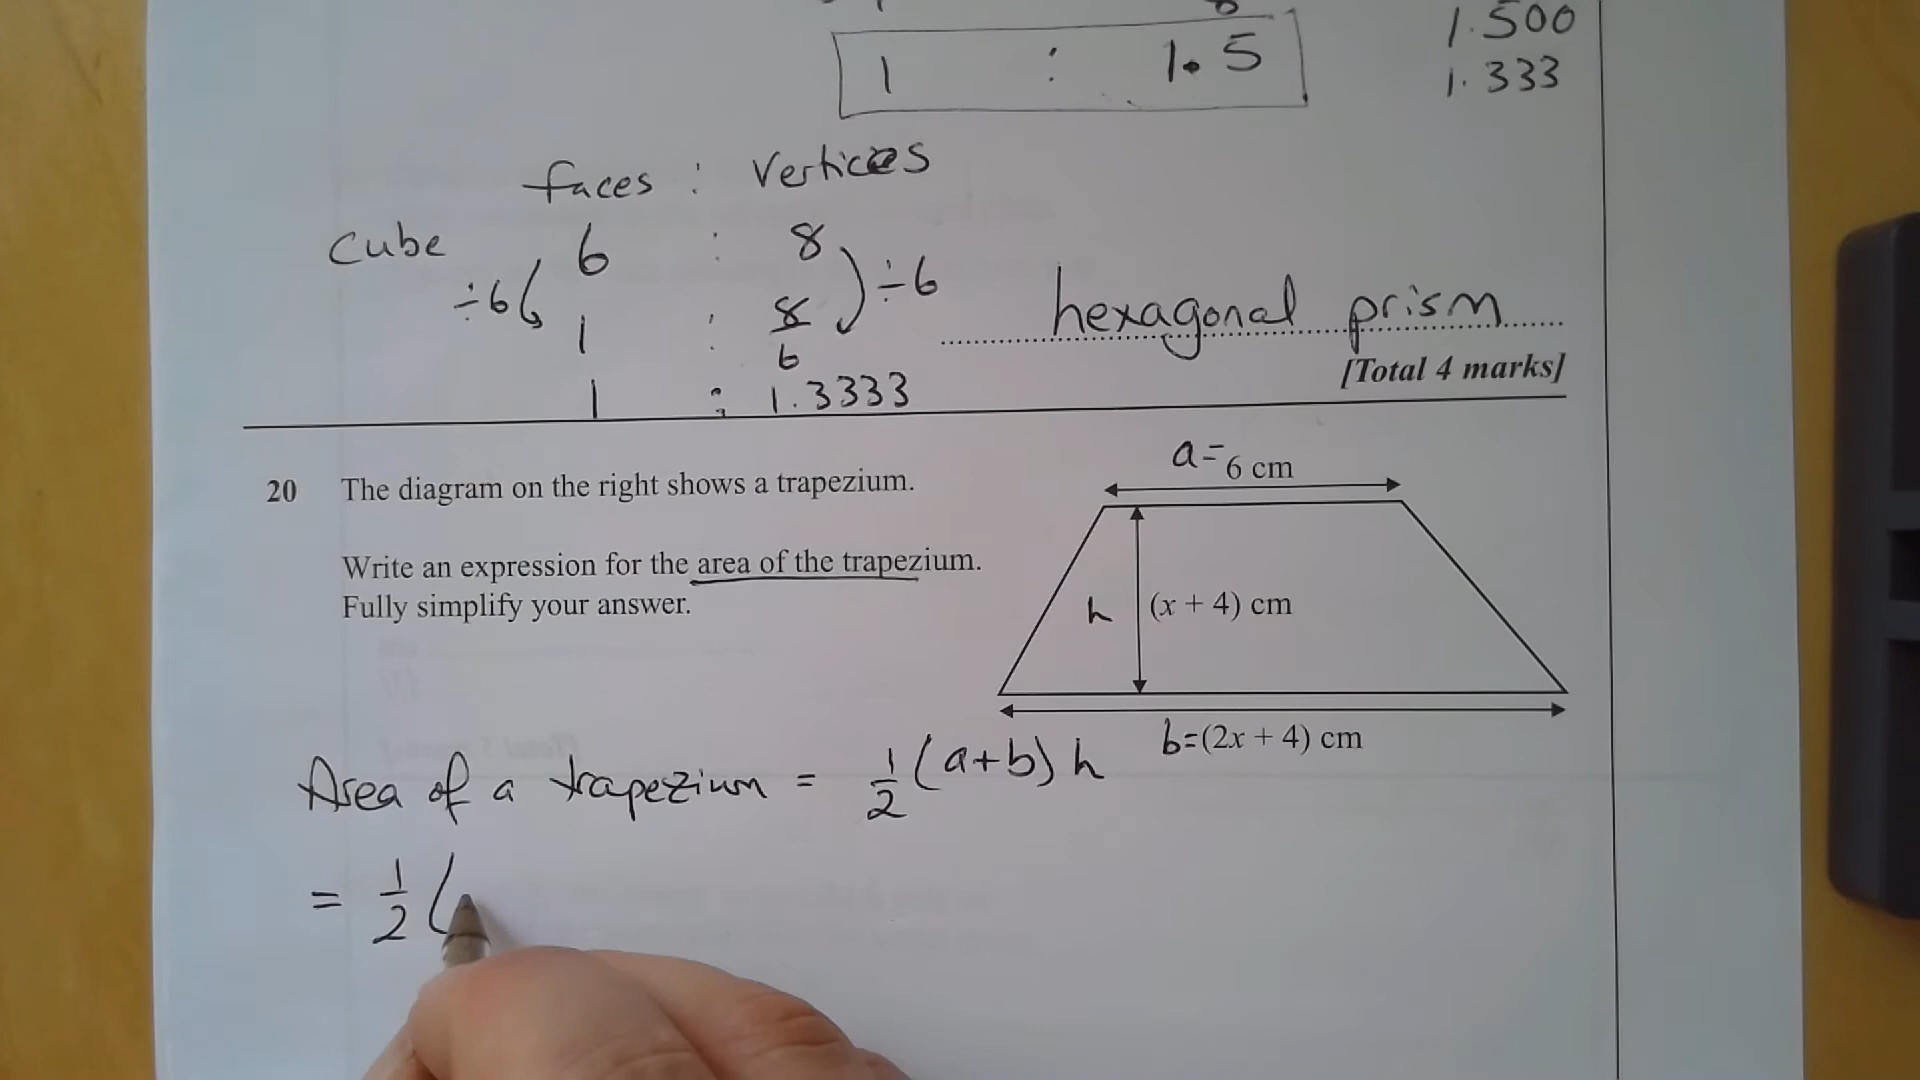 1 : 1.5
1.500
1.333
faces : Vertices
Cube 6 : 8
÷6 1 : 8/6 ÷6
1 : 1.3333
hexagonal prism
[Total 4 marks]
20 The diagram on the right shows a trapezium.
Write an expression for the area of the trapezium.
Fully simplify your answer.
a= 6 cm
h (x + 4) cm
b=(2x + 4) cm
Area of a trapezium = 1/2 (a+b) h
= 1/2 (